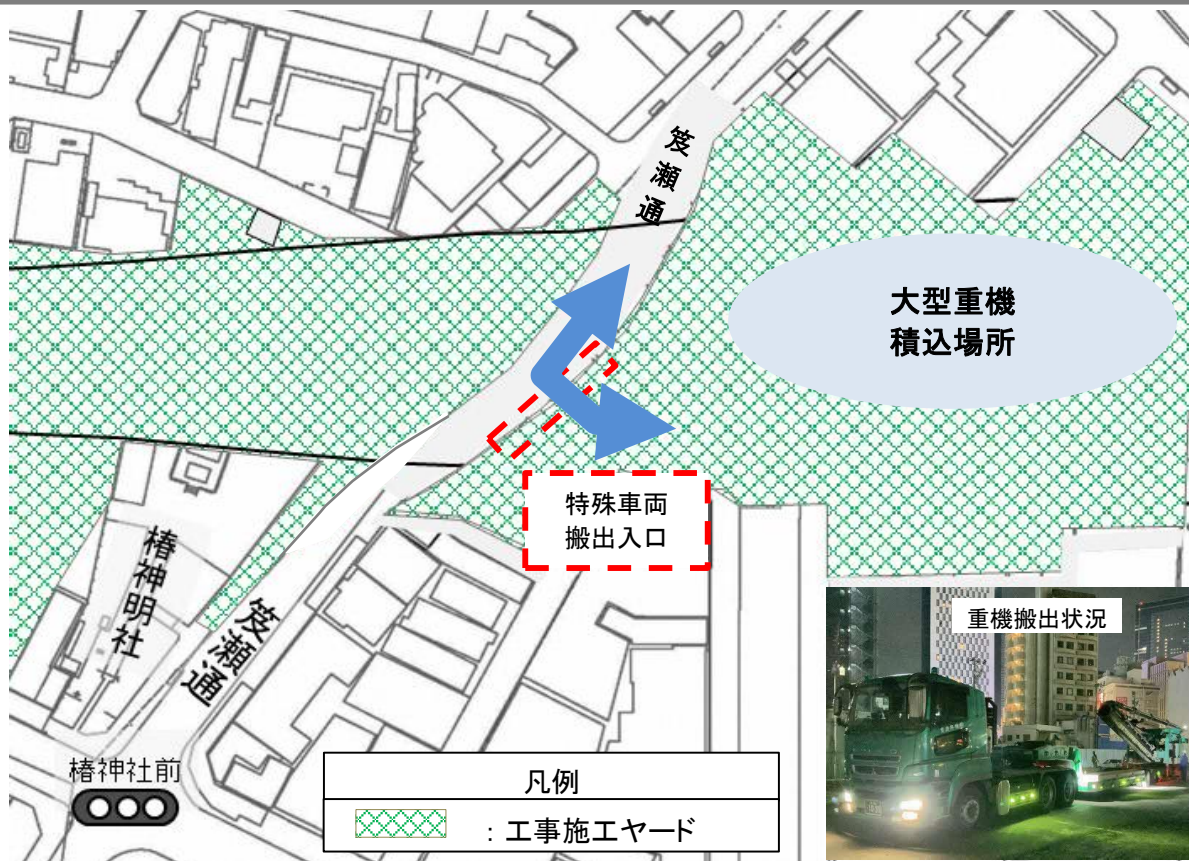 笈瀬通
大型重機
積込場所
特殊車両
搬出入口
椿神明社
笈瀬通
重機搬出状況
椿神社前
凡例
：工事施工ヤード